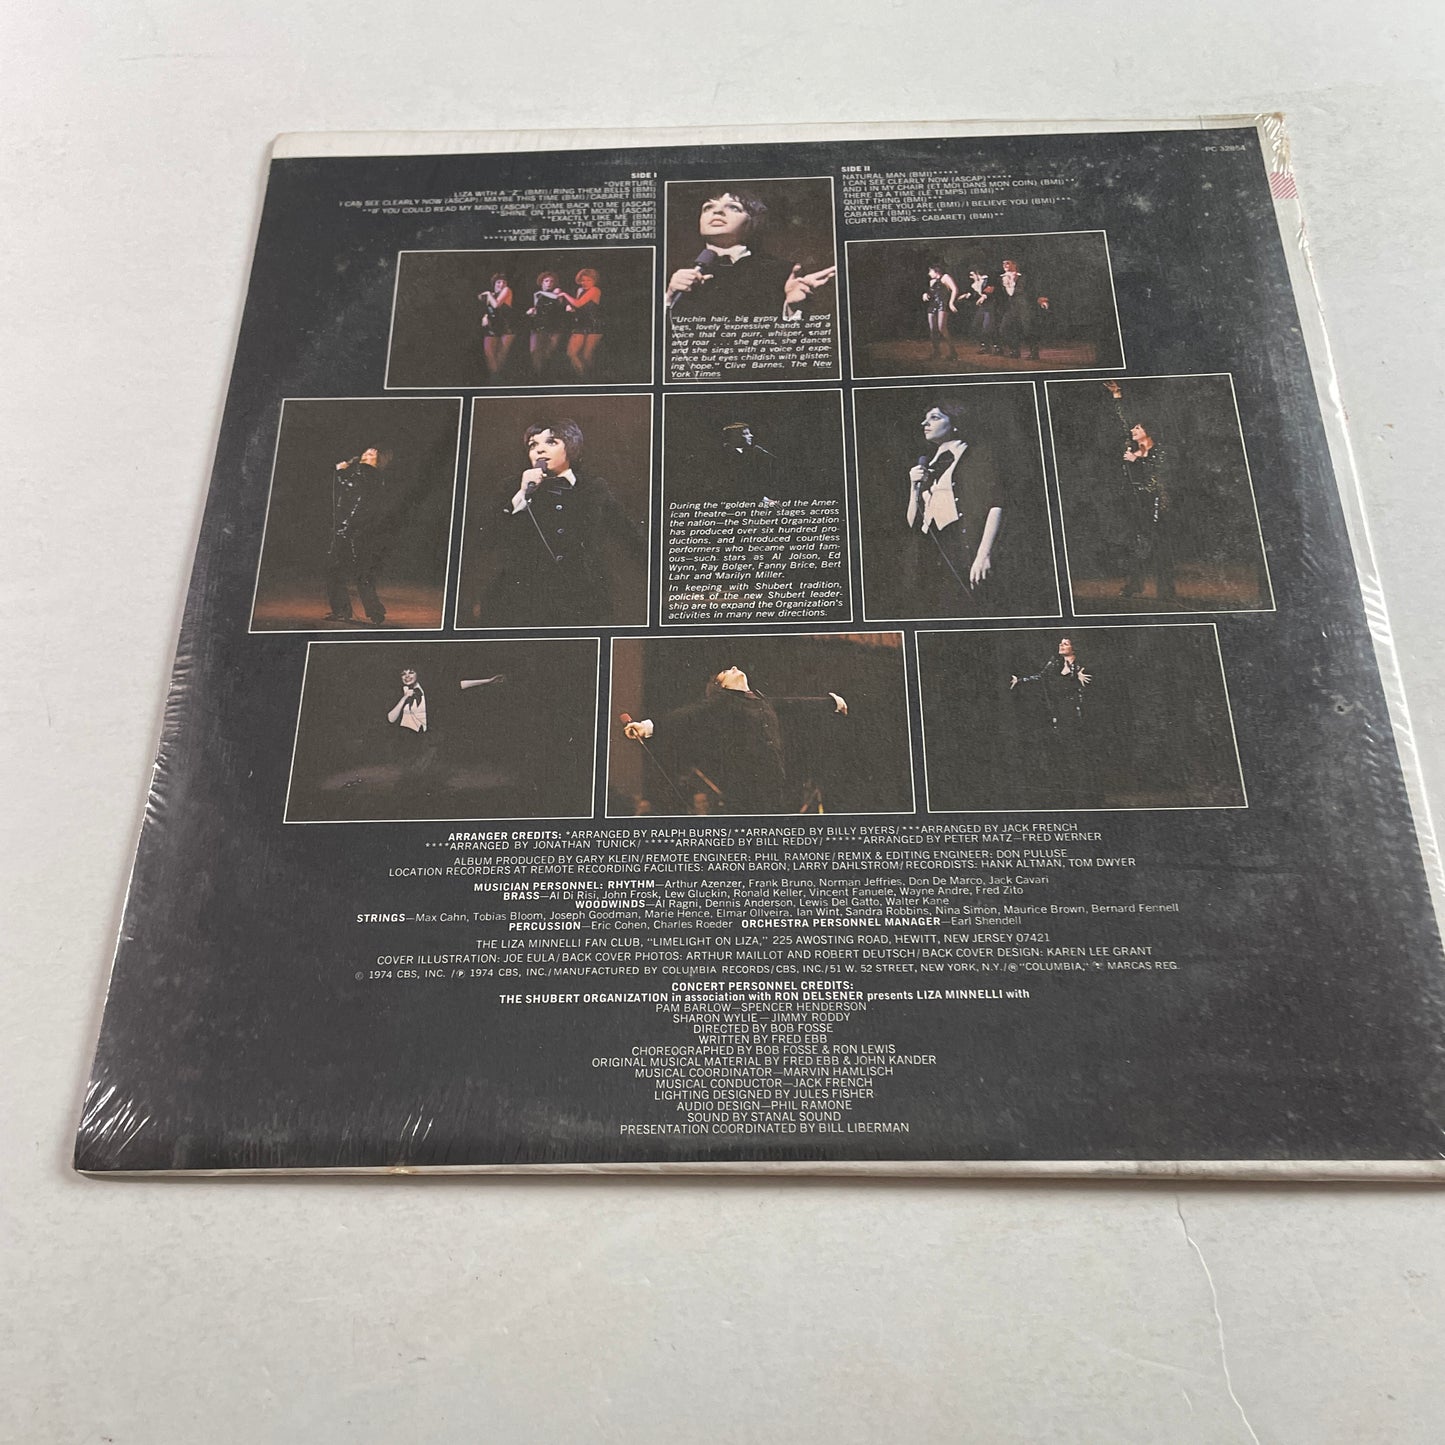 PC 32854
SIDE I
*OVERTURE:
LIZA WITH A "Z" (BMI)/RING THEM BELLS (BMI)
I CAN SEE CLEARLY NOW (ASCAP)/MAYBE THIS TIME (BMI)/CABARET (BMI)
**IF YOU COULD READ MY MIND (ASCAP)/COME BACK TO ME (ASCAP)
*SHINE ON HARVEST MOON (ASCAP)
**EXACTLY LIKE ME (BMI)
*THE CIRCLE (BMI)
***MORE THAN YOU KNOW (ASCAP)
****I'M ONE OF THE SMART ONES (BMI)
SIDE II
NATURAL MAN (BMI)*****
I CAN SEE CLEARLY NOW (ASCAP)*****
AND I IN MY CHAIR (ET MOI DANS MON COIN) (BMI)**
THERE IS A TIME (LE TEMPS) (BMI)**
QUIET THING (BMI)***
ANYWHERE YOU ARE (BMI)/I BELIEVE YOU (BMI)***
CABARET (BMI)******
(CURTAIN BOWS: CABARET) (BMI)**
"Urchin hair, big gypsy eyes, good
legs, lovely expressive hands and a
voice that can purr, whisper, snarl
and roar . . . she grins, she dances
and she sings with a voice of expe-
rience but eyes childish with glisten-
ing hope." Clive Barnes, The New
York Times
During the "golden age" of the Amer-
ican theatre—on their stages across
the nation—the Shubert Organization
has produced over six hundred pro-
ductions, and introduced countless
performers who became world fam-
ous—such stars as Al Jolson, Ed
Wynn, Ray Bolger, Fanny Brice, Bert
Lahr and Marilyn Miller.
In keeping with Shubert tradition,
policies of the new Shubert leader-
ship are to expand the Organization's
activities in many new directions.
ARRANGER CREDITS: *ARRANGED BY RALPH BURNS/**ARRANGED BY BILLY BYERS/***ARRANGED BY JACK FRENCH
****ARRANGED BY JONATHAN TUNICK/*****ARRANGED BY BILL REDDY/******ARRANGED BY PETER MATZ—FRED WERNER
ALBUM PRODUCED BY GARY KLEIN/REMOTE ENGINEER: PHIL RAMONE/REMIX & EDITING ENGINEER: DON PULUSE
LOCATION RECORDERS AT REMOTE RECORDING FACILITIES: AARON BARON, LARRY DAHLSTROM/RECORDISTS: HANK ALTMAN, TOM DWYER
MUSICIAN PERSONNEL: RHYTHM—Arthur Azenzer, Frank Bruno, Norman Jeffries, Don De Marco, Jack Cavari
BRASS—Al Di Risi, John Frosk, Lew Gluckin, Ronald Keller, Vincent Fanuele, Wayne Andre, Fred Zito
WOODWINDS—Al Ragni, Dennis Anderson, Lewis Del Gatto, Walter Kane
STRINGS—Max Cahn, Tobias Bloom, Joseph Goodman, Marie Hence, Elmar Ollveira, Ian Wint, Sandra Robbins, Nina Simon, Maurice Brown, Bernard Fennell
PERCUSSION—Eric Cohen, Charles Roeder ORCHESTRA PERSONNEL MANAGER—Earl Shendell
THE LIZA MINNELLI FAN CLUB, "LIMELIGHT ON LIZA," 225 AWOSTING ROAD, HEWITT, NEW JERSEY 07421
COVER ILLUSTRATION: JOE EULA/BACK COVER PHOTOS: ARTHUR MAILLOT AND ROBERT DEUTSCH/BACK COVER DESIGN: KAREN LEE GRANT
© 1974 CBS, INC. /℗ 1974 CBS, INC./MANUFACTURED BY COLUMBIA RECORDS/CBS, INC./51 W. 52 STREET, NEW YORK, N.Y./® "COLUMBIA," MARCAS REG.
CONCERT PERSONNEL CREDITS:
THE SHUBERT ORGANIZATION in association with RON DELSENER presents LIZA MINNELLI with
PAM BARLOW—SPENCER HENDERSON
SHARON WYLIE—JIMMY RODDY
DIRECTED BY BOB FOSSE
WRITTEN BY FRED EBB
CHOREOGRAPHED BY BOB FOSSE & RON LEWIS
ORIGINAL MUSICAL MATERIAL BY FRED EBB & JOHN KANDER
MUSICAL COORDINATOR—MARVIN HAMLISCH
MUSICAL CONDUCTOR—JACK FRENCH
LIGHTING DESIGNED BY JULES FISHER
AUDIO DESIGN—PHIL RAMONE
SOUND BY STANAL SOUND
PRESENTATION COORDINATED BY BILL LIBERMAN